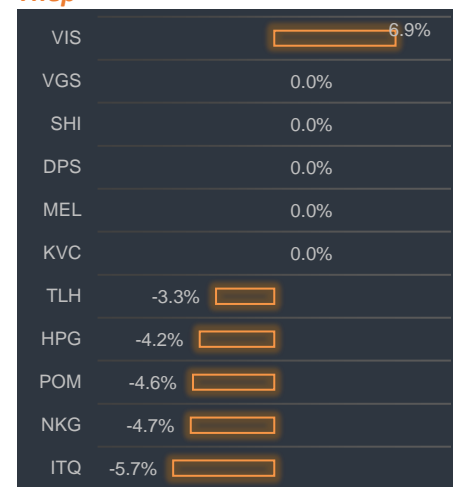 VIS 6.9%
VGS 0.0%
SHI 0.0%
DPS 0.0%
MEL 0.0%
KVC 0.0%
TLH -3.3%
HPG -4.2%
POM -4.6%
NKG -4.7%
ITQ -5.7%